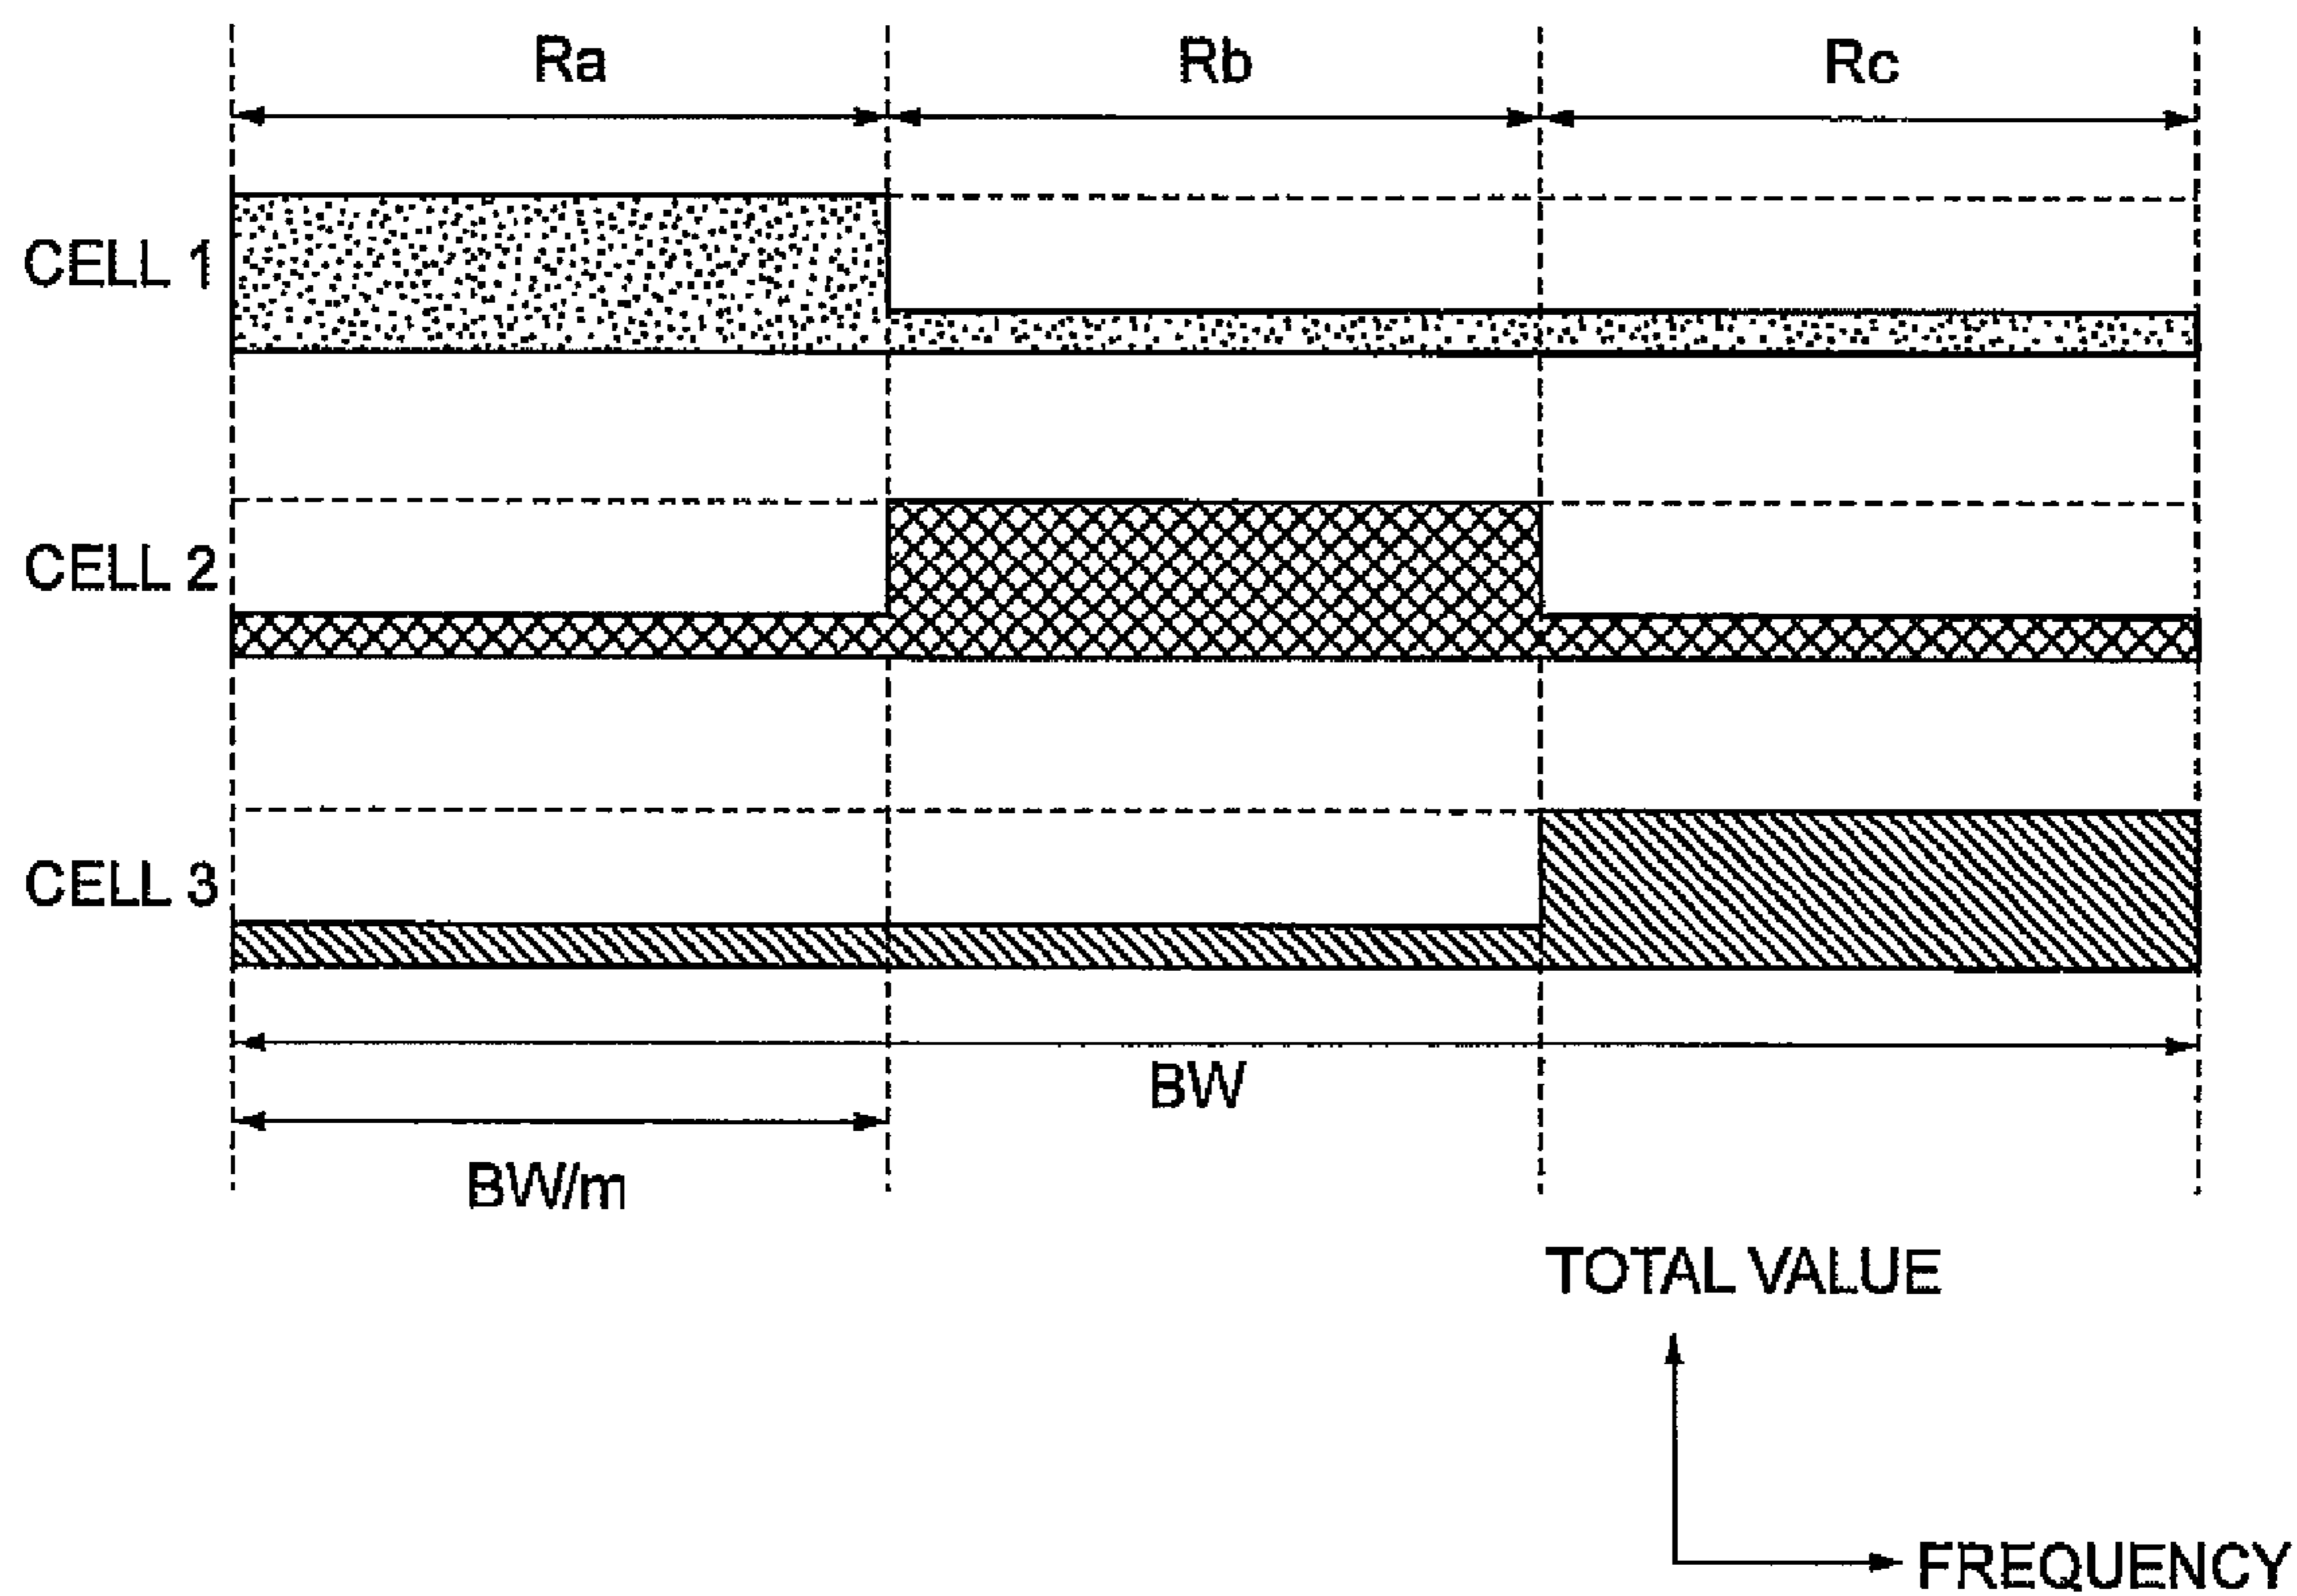 Ra
Rb
Rc
CELL 1
CELL 2
CELL 3
BW
BW/m
TOTAL VALUE
FREQUENCY